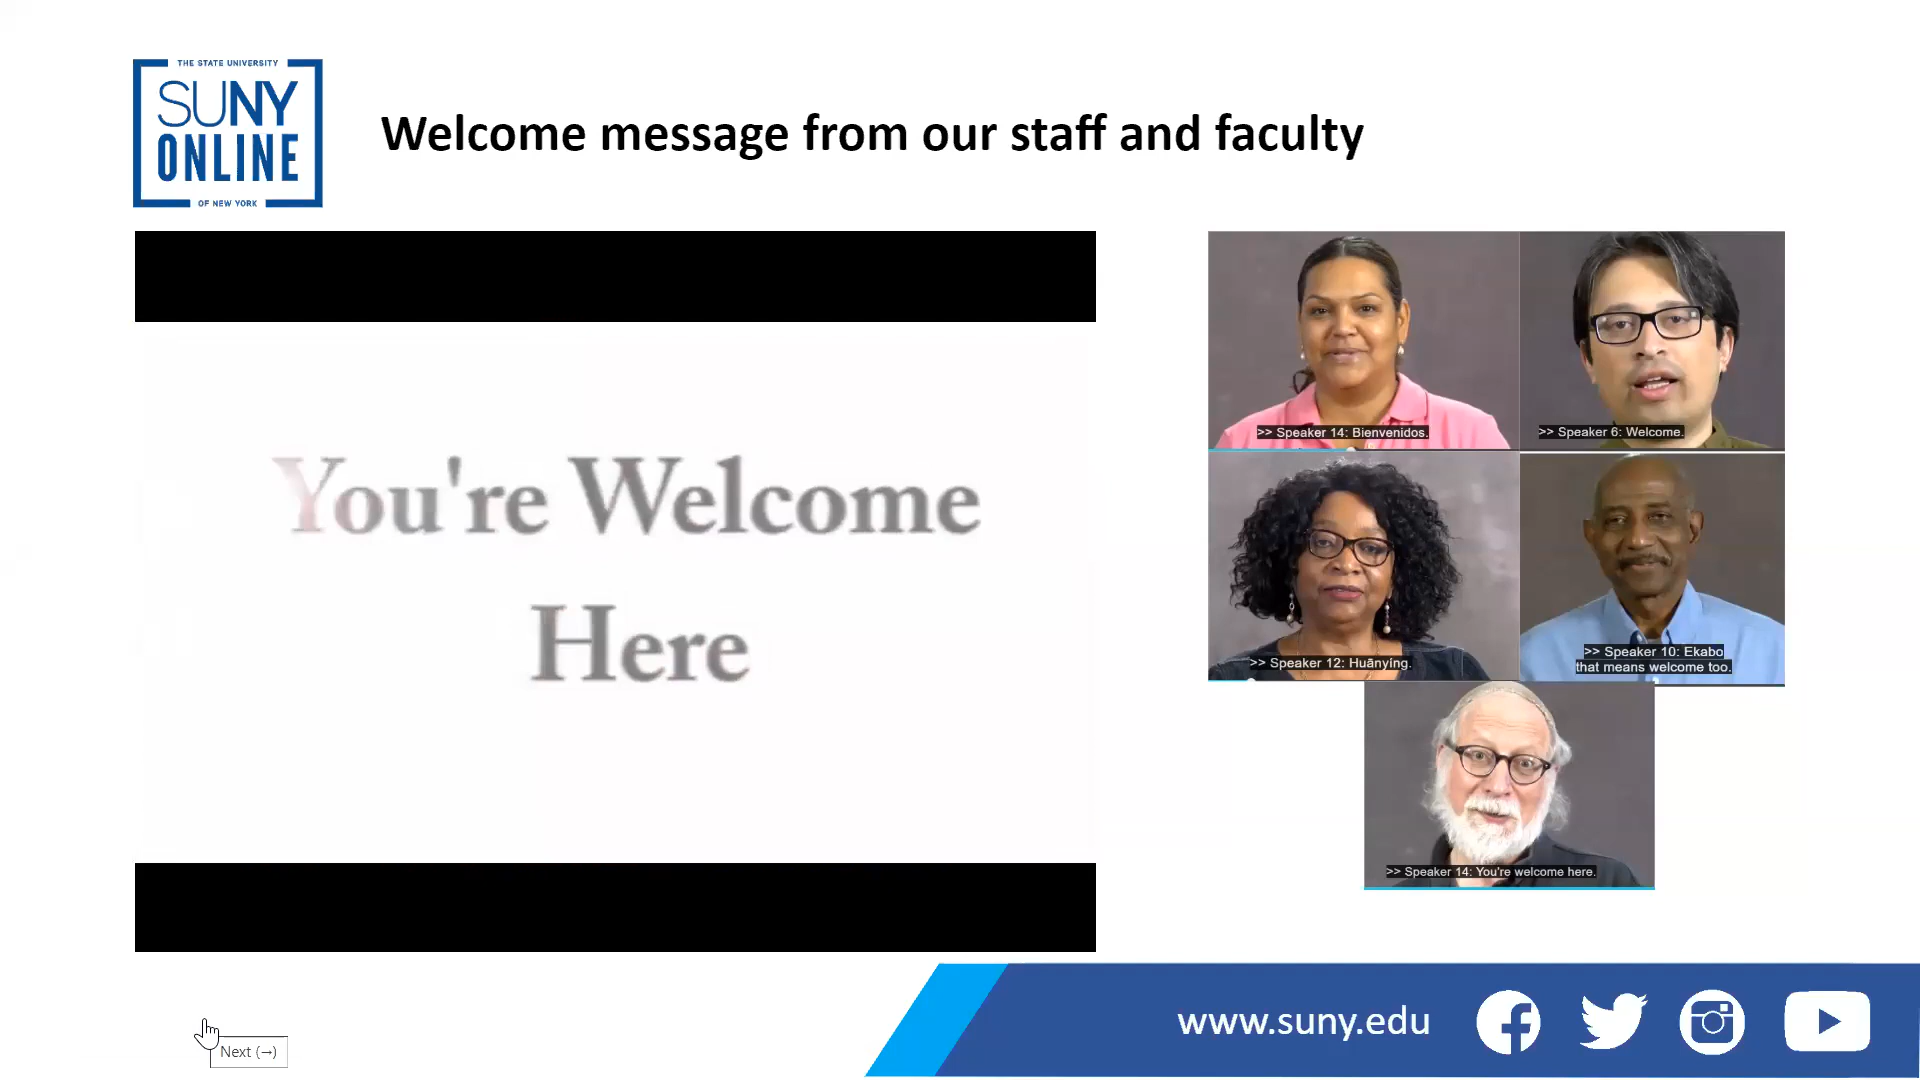 THE STATE UNIVERSITY
SUNY
ONLINE
OF NEW YORK
Welcome message from our staff and faculty
You're Welcome
Here
>> Speaker 14: Bienvenidos.
>> Speaker 6: Welcome.
>> Speaker 12: Huānyíng.
>> Speaker 10: Ekabo
that means welcome too.
>> Speaker 14: You're welcome here.
www.suny.edu
Next (→)